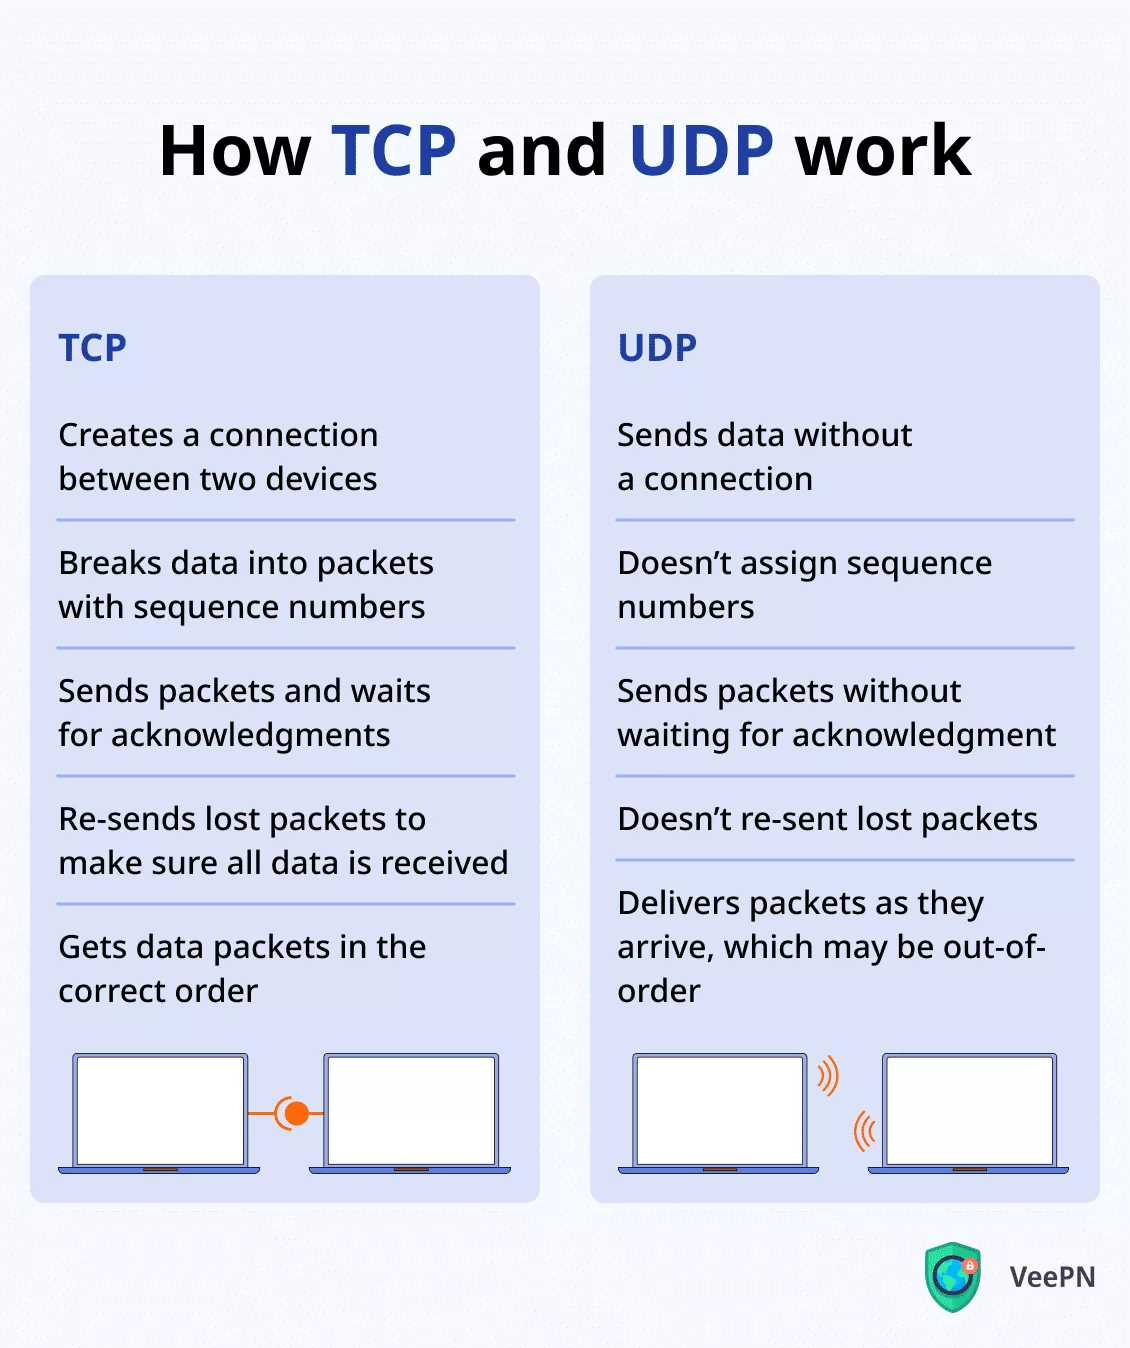 How TCP and UDP work
TCP
Creates a connection
between two devices
Breaks data into packets
with sequence numbers
Sends packets and waits
for acknowledgments
Re-sends lost packets to
make sure all data is received
Gets data packets in the
correct order
UDP
Sends data without
a connection
Doesn’t assign sequence
numbers
Sends packets without
waiting for acknowledgment
Doesn’t re-sent lost packets
Delivers packets as they
arrive, which may be out-of-
order
VeePN